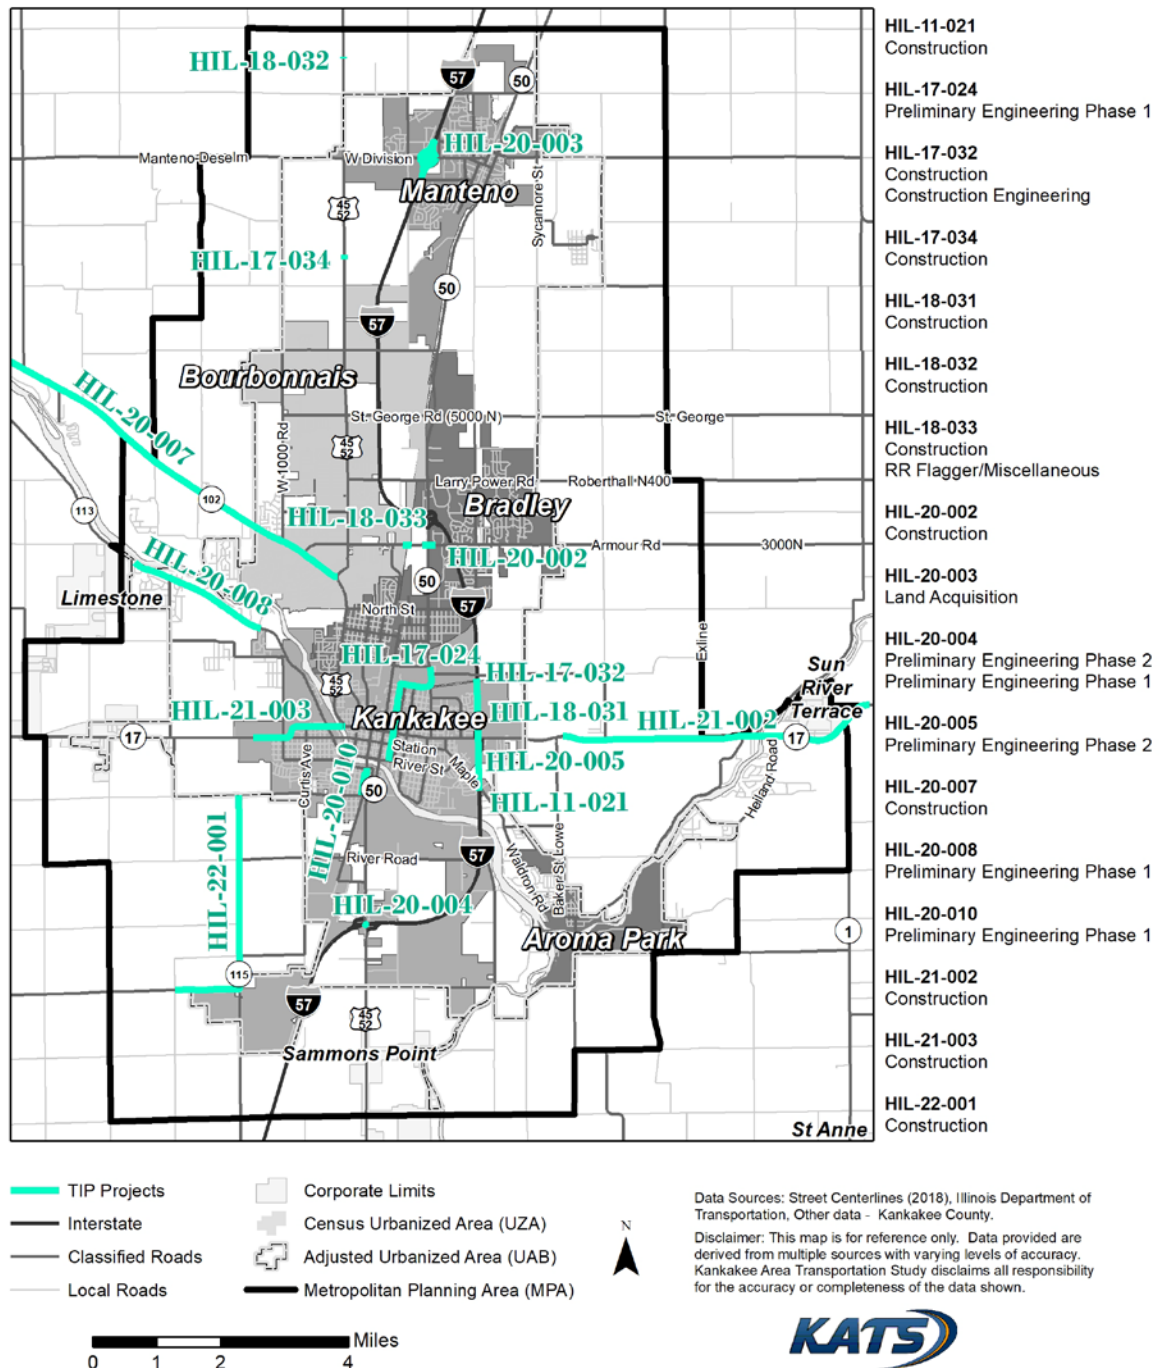 HIL-18-032
57
50
HIL-20-003
Manteno Deselm
W Division
Manteno
Sycamore St
45
52
HIL-17-034
50
57
Bourbonnais
HIL-20-007
St. George Rd (5000 N)
St. George
W 1000 Rd
45
52
Larry Power Rd
Roberthall N400
Bradley
102
113
HIL-18-033
HIL-20-002
Armour Rd
3000N
HIL-20-008
Limestone
50
57
North St
Exline
HIL-17-024
HIL-17-032
45
52
Sun
River
Terrace
HIL-21-003
Kankakee
HIL-18-031
HIL-21-002
17
17
Station
River St
Maple
HIL-20-005
Curtis Ave
HIL-20-010
50
HIL-11-021
Heiland Road
HIL-22-001
River Road
57
Waldron Rd
Baker/St Lowe
HIL-20-004
Aroma Park
1
115
57
45
52
Sammons Point
St Anne
HIL-11-021
Construction
HIL-17-024
Preliminary Engineering Phase 1
HIL-17-032
Construction
Construction Engineering
HIL-17-034
Construction
HIL-18-031
Construction
HIL-18-032
Construction
HIL-18-033
Construction
RR Flagger/Miscellaneous
HIL-20-002
Construction
HIL-20-003
Land Acquisition
HIL-20-004
Preliminary Engineering Phase 2
Preliminary Engineering Phase 1
HIL-20-005
Preliminary Engineering Phase 2
HIL-20-007
Construction
HIL-20-008
Preliminary Engineering Phase 1
HIL-20-010
Preliminary Engineering Phase 1
HIL-21-002
Construction
HIL-21-003
Construction
HIL-22-001
Construction
TIP Projects
Interstate
Classified Roads
Local Roads
Corporate Limits
Census Urbanized Area (UZA)
Adjusted Urbanized Area (UAB)
Metropolitan Planning Area (MPA)
N
Data Sources: Street Centerlines (2018), Illinois Department of
Transportation, Other data - Kankakee County.
Disclaimer: This map is for reference only. Data provided are
derived from multiple sources with varying levels of accuracy.
Kankakee Area Transportation Study disclaims all responsibility
for the accuracy or completeness of the data shown.
Miles
0 1 2 4
KATS